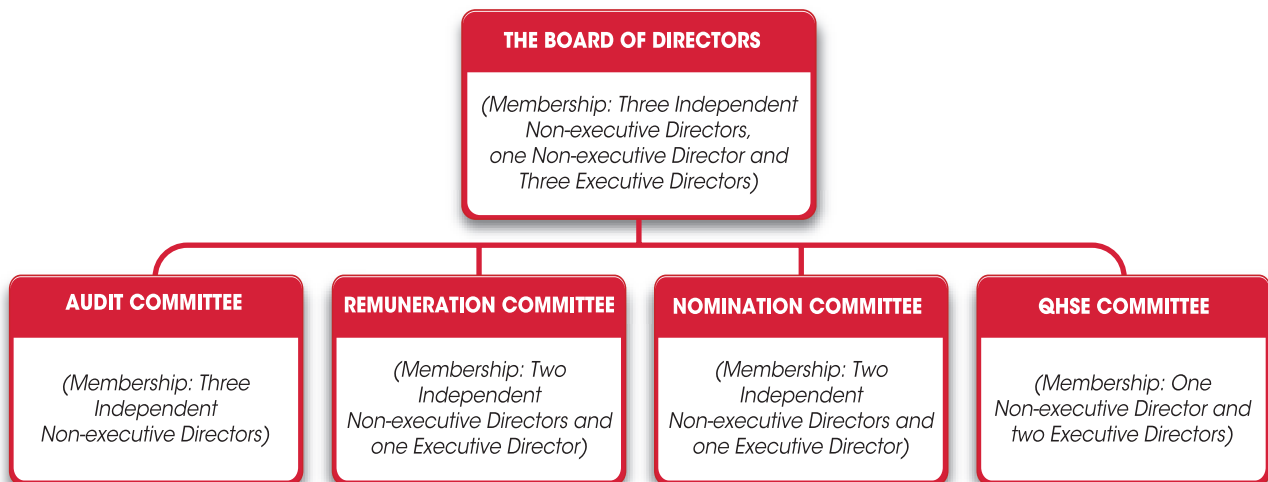 THE BOARD OF DIRECTORS
(Membership: Three Independent
Non-executive Directors,
one Non-executive Director and
Three Executive Directors)
AUDIT COMMITTEE
(Membership: Three
Independent
Non-executive Directors)
REMUNERATION COMMITTEE
(Membership: Two
Independent
Non-executive Directors and
one Executive Director)
NOMINATION COMMITTEE
(Membership: Two
Independent
Non-executive Directors and
one Executive Director)
QHSE COMMITTEE
(Membership: One
Non-executive Director and
two Executive Directors)